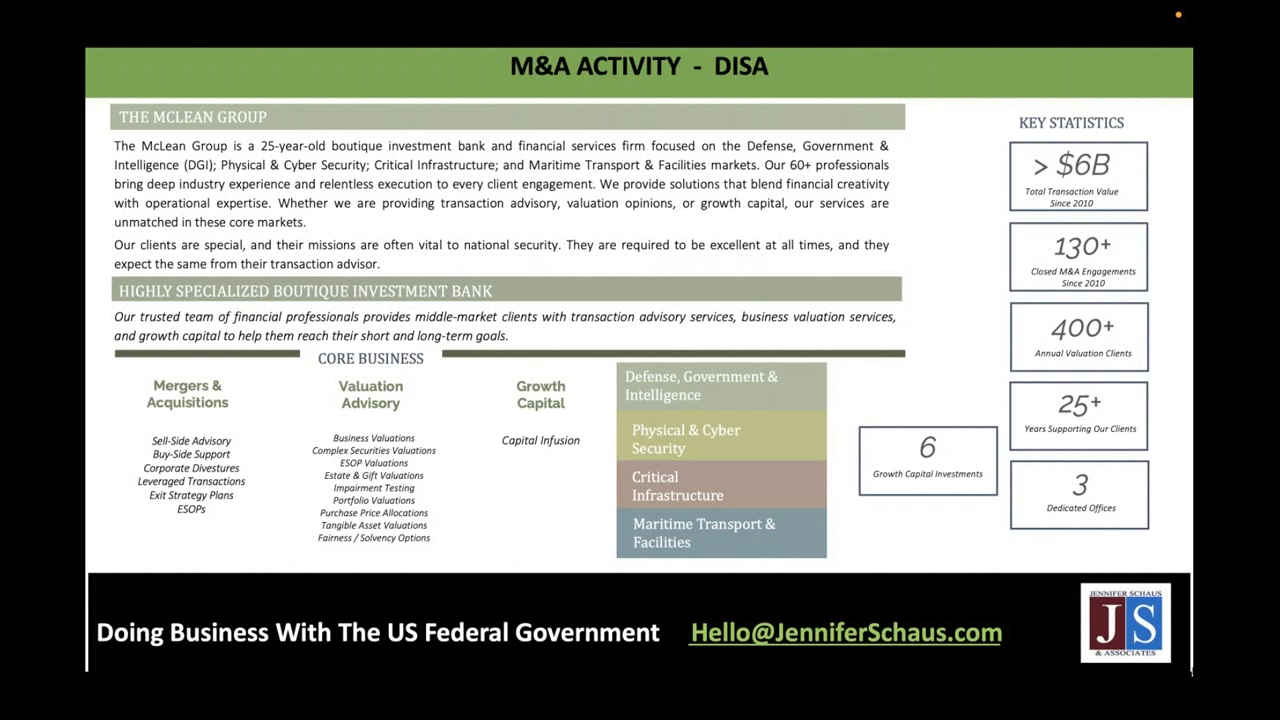 M&A ACTIVITY - DISA
THE MCLEAN GROUP
The McLean Group is a 25-year-old boutique investment bank and financial services firm focused on the Defense, Government &
Intelligence (DGI); Physical & Cyber Security; Critical Infrastructure; and Maritime Transport & Facilities markets. Our 60+ professionals
bring deep industry experience and relentless execution to every client engagement. We provide solutions that blend financial creativity
with operational expertise. Whether we are providing transaction advisory, valuation opinions, or growth capital, our services are
unmatched in these core markets.
Our clients are special, and their missions are often vital to national security. They are required to be excellent at all times, and they
expect the same from their transaction advisor.
HIGHLY SPECIALIZED BOUTIQUE INVESTMENT BANK
Our trusted team of financial professionals provides middle-market clients with transaction advisory services, business valuation services,
and growth capital to help them reach their short and long-term goals.
CORE BUSINESS
Mergers &
Acquisitions
Sell-Side Advisory
Buy-Side Support
Corporate Divestures
Leveraged Transactions
Exit Strategy Plans
ESOPs
Valuation
Advisory
Business Valuations
Complex Securities Valuations
ESOP Valuations
Estate & Gift Valuations
Impairment Testing
Portfolio Valuations
Purchase Price Allocations
Tangible Asset Valuations
Fairness / Solvency Options
Growth
Capital
Capital Infusion
Defense, Government &
Intelligence
Physical & Cyber
Security
Critical
Infrastructure
Maritime Transport &
Facilities
6
Growth Capital Investments
KEY STATISTICS
> $6B
Total Transaction Value
Since 2010
130+
Closed M&A Engagements
Since 2010
400+
Annual Valuation Clients
25+
Years Supporting Our Clients
3
Dedicated Offices
Doing Business With The US Federal Government
Hello@JenniferSchaus.com
JENNIFER SCHAUS
JS
& ASSOCIATES